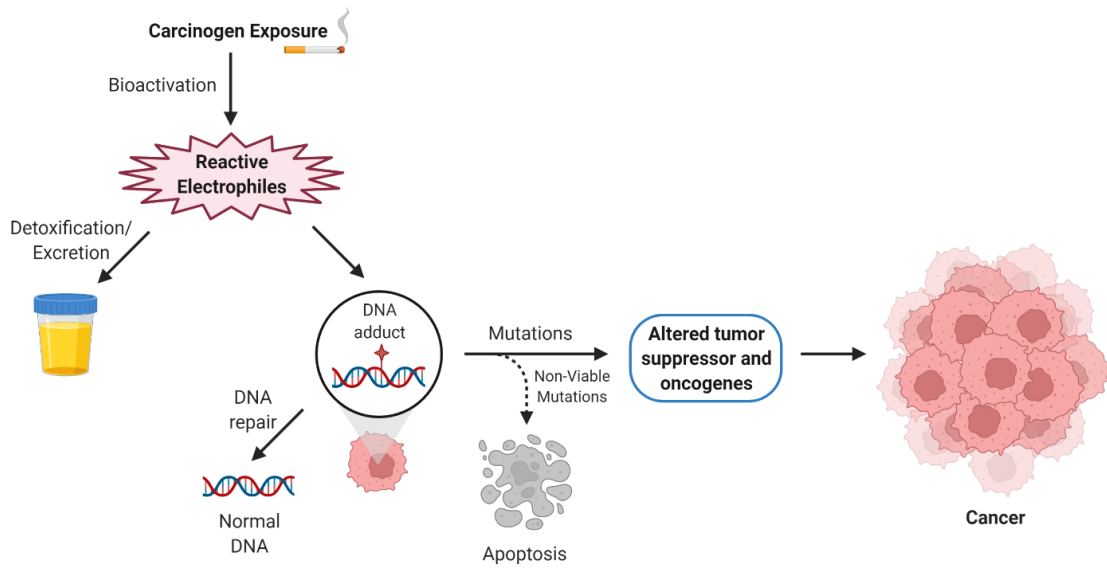 Carcinogen Exposure
Bioactivation
Reactive
Electrophiles
Detoxification/
Excretion
DNA
adduct
Mutations
Non-Viable
Mutations
Altered tumor
suppressor and
oncogenes
DNA
repair
Normal
DNA
Apoptosis
Cancer